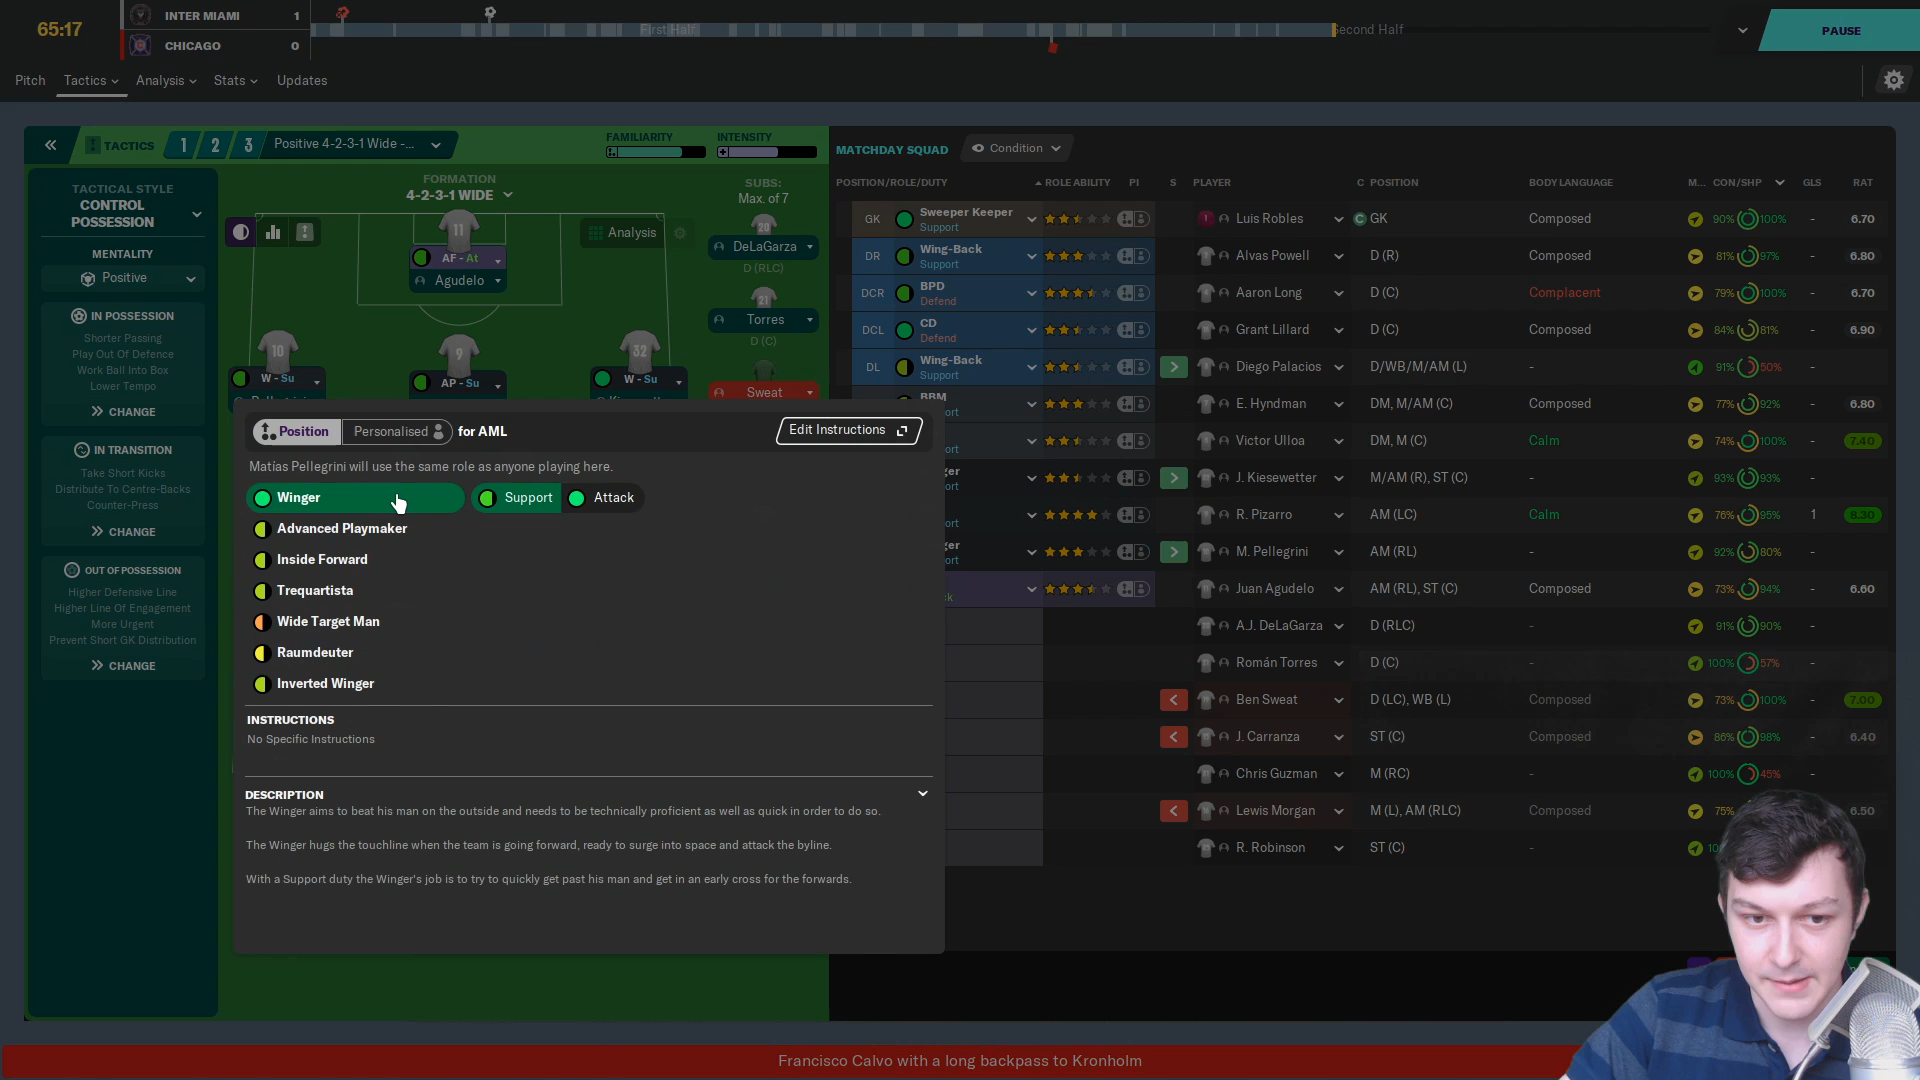 65:17
INTER MIAMI 1
CHICAGO 0
First Half
Second Half
PAUSE
Pitch Tactics Analysis Stats Updates
TACTICS 1 2 3 Positive 4-2-3-1 Wide -...
FAMILIARITY
INTENSITY
TACTICAL STYLE
CONTROL
POSSESSION
MENTALITY
Positive
IN POSSESSION
Shorter Passing
Play Out Of Defence
Work Ball Into Box
Lower Tempo
CHANGE
IN TRANSITION
Take Short Kicks
Distribute To Centre-Backs
Counter-Press
CHANGE
OUT OF POSSESSION
Higher Defensive Line
Higher Line Of Engagement
More Urgent
Prevent Short GK Distribution
CHANGE
FORMATION
4-2-3-1 WIDE
Analysis
11
AF - At
Agudelo
10
W - Su
9
AP - Su
32
W - Su
SUBS:
Max. of 7
20
DeLaGarza
D (RLC)
21
Torres
D (C)
Sweat
Position Personalised for AML
Edit Instructions
Matías Pellegrini will use the same role as anyone playing here.
Winger Support Attack
Advanced Playmaker
Inside Forward
Trequartista
Wide Target Man
Raumdeuter
Inverted Winger
INSTRUCTIONS
No Specific Instructions
DESCRIPTION
The Winger aims to beat his man on the outside and needs to be technically proficient as well as quick in order to do so.
The Winger hugs the touchline when the team is going forward, ready to surge into space and attack the byline.
With a Support duty the Winger's job is to try to quickly get past his man and get in an early cross for the forwards.
MATCHDAY SQUAD Condition
POSITION/ROLE/DUTY ROLE ABILITY PI S PLAYER C POSITION BODY LANGUAGE M... CON/SHP GLS RAT
GK Sweeper Keeper Support Luis Robles C GK Composed 90% 100% - 6.70
DR Wing-Back Support Alvas Powell D (R) Composed 81% 97% - 6.80
DCR BPD Defend Aaron Long D (C) Complacent 79% 100% - 6.70
DCL CD Defend Grant Lillard D (C) Composed 84% 81% - 6.90
DL Wing-Back Support Diego Palacios D/WB/M/AM (L) - 91% 50% -
BBM ort E. Hyndman DM, M/AM (C) Composed 77% 92% - 6.80
ort Victor Ulloa DM, M (C) Calm 74% 100% - 7.40
ger ort J. Kiesewetter M/AM (R), ST (C) - 93% 93% -
ort R. Pizarro AM (LC) Calm 76% 95% 1 8.30
ger ort M. Pellegrini AM (RL) - 92% 80% -
ck Juan Agudelo AM (RL), ST (C) Composed 73% 94% - 6.60
A.J. DeLaGarza D (RLC) - 91% 90% -
Román Torres D (C) - 100% 57% -
Ben Sweat D (LC), WB (L) Composed 73% 100% - 7.00
J. Carranza ST (C) Composed 86% 98% - 6.40
Chris Guzman M (RC) - 100% 45% -
Lewis Morgan M (L), AM (RLC) Composed 75% - 6.50
R. Robinson ST (C) - 10
Francisco Calvo with a long backpass to Kronholm